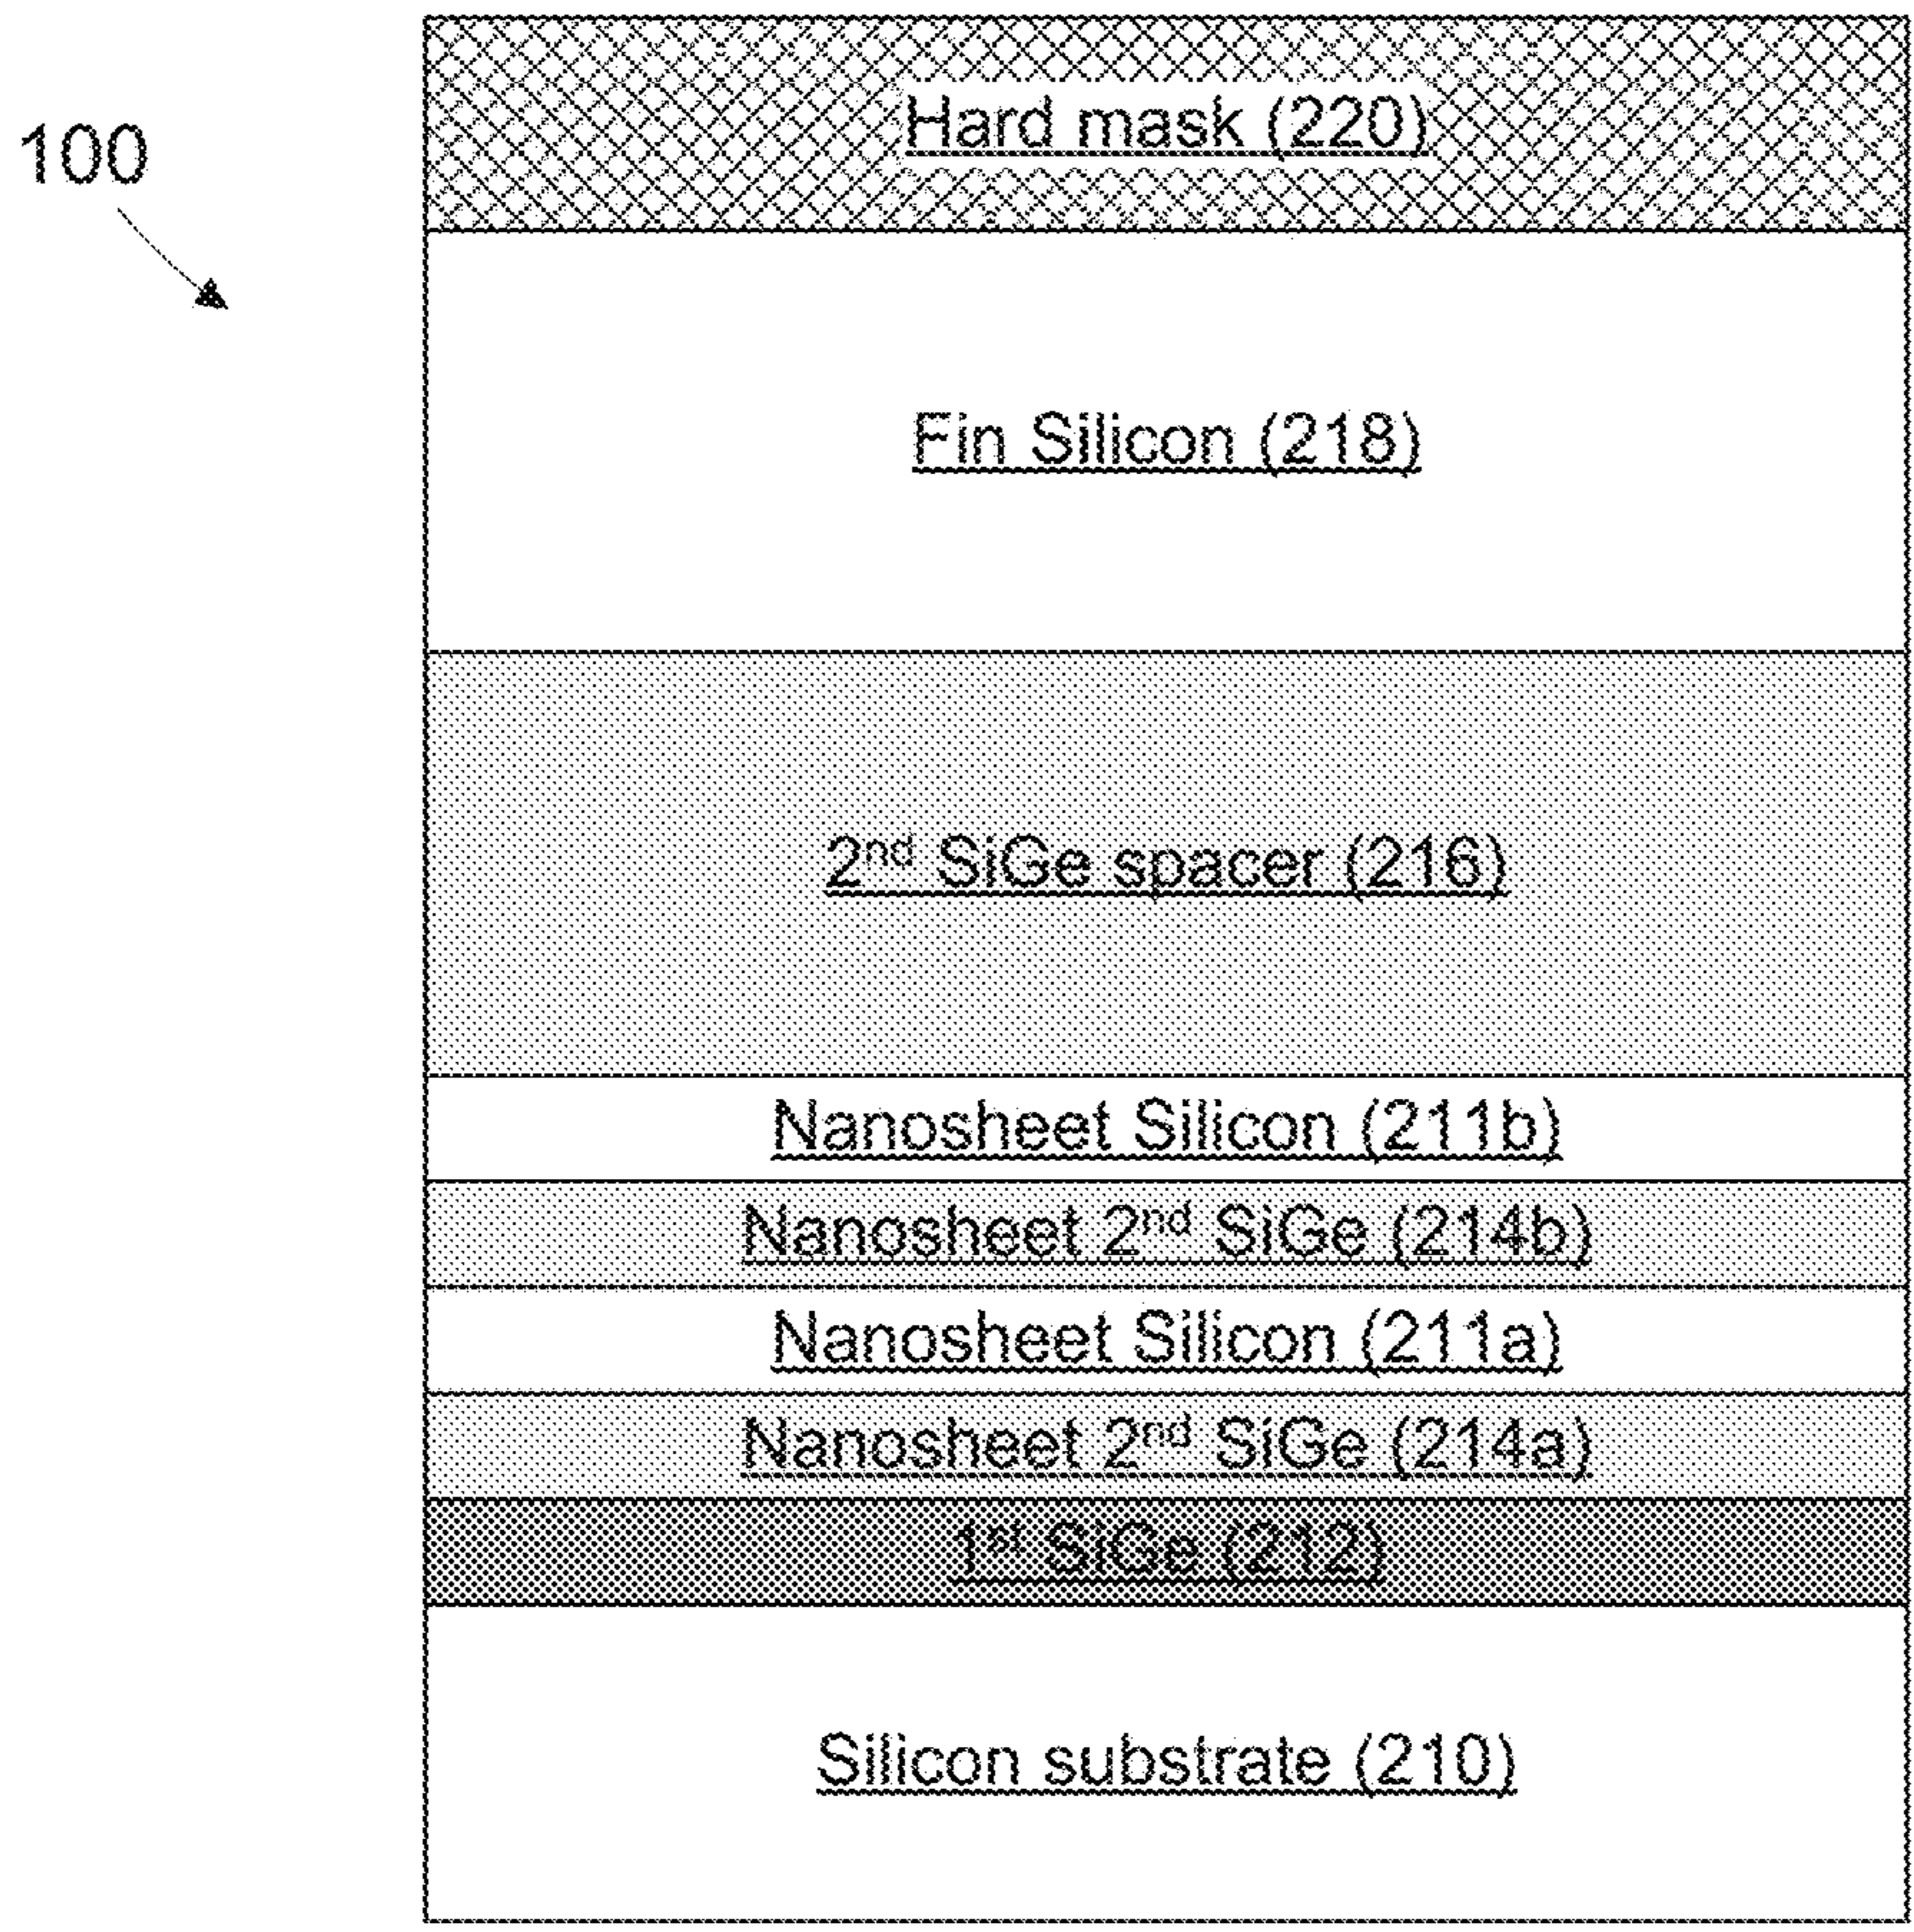 100
Hard mask (220)
Fin Silicon (218)
2nd SiGe spacer (216)
Nanosheet Silicon (211b)
Nanosheet 2nd SiGe (214b)
Nanosheet Silicon (211a)
Nanosheet 2nd SiGe (214a)
1st SiGe (212)
Silicon substrate (210)